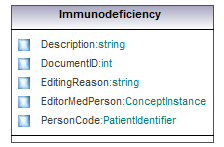 Immunodeficiency
Description:string
DocumentID:int
EditingReason:string
EditorMedPerson:ConceptInstance
PersonCode:PatientIdentifier